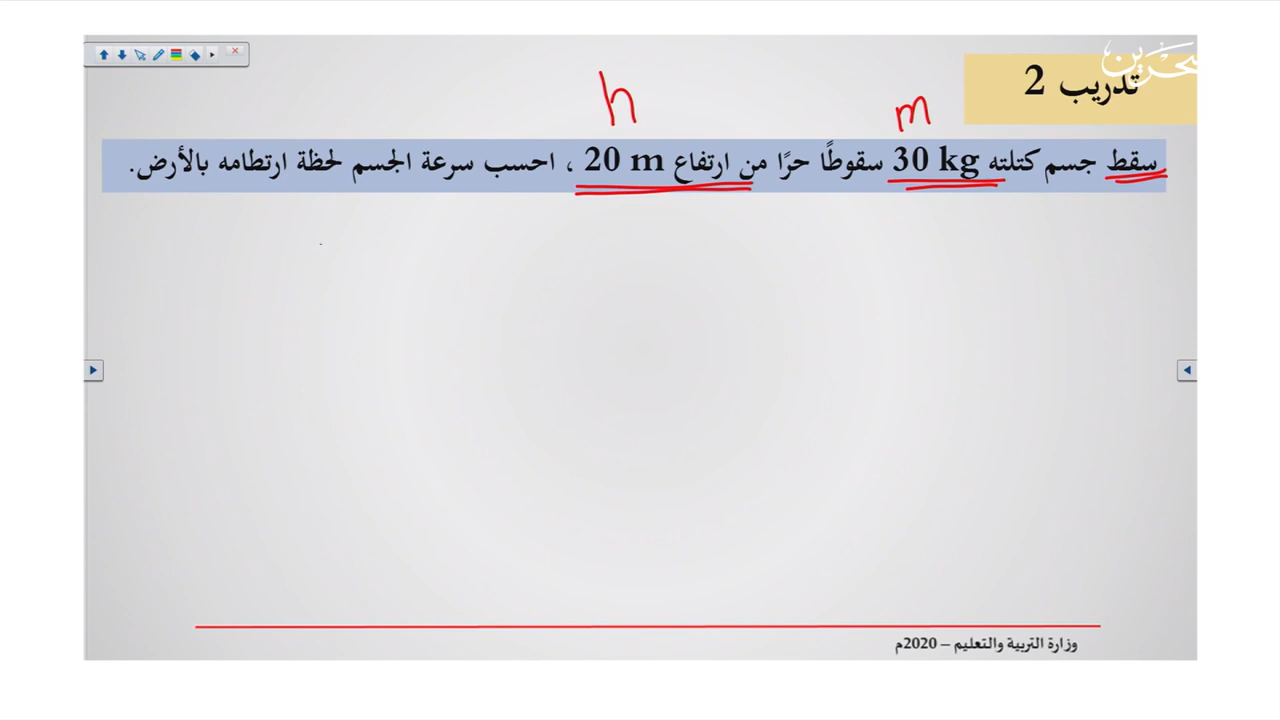 البحرين
تدريب 2
h
m
سقط جسم كتلته 30 kg سقوطًا حرًا من ارتفاع 20 m ، احسب سرعة الجسم لحظة ارتطامه بالأرض.
وزارة التربية والتعليم – 2020م